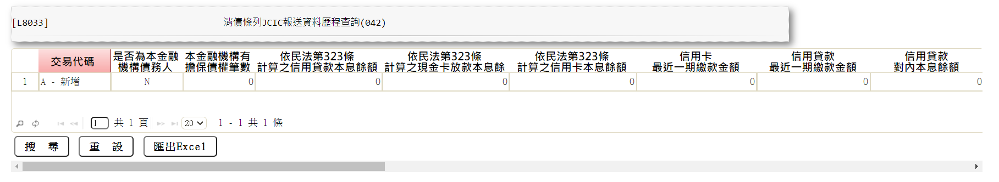 [L8033] 消債條列JCIC報送資料歷程查詢(042)
交易代碼 是否為本金融機構債務人 本金融機構有擔保債權筆數 依民法第323條計算之信用貸款本息餘額 依民法第323條計算之現金卡放款本息餘 依民法第323條計算之信用卡本息餘額 信用卡最近一期繳款金額 信用貸款最近一期繳款金額 信用貸款對內本息餘額
1 A - 新增 N 0 0 0 0 0 0 0
1 共 1 頁 20 1 - 1 共 1 條
搜 尋 重 設 匯出Excel